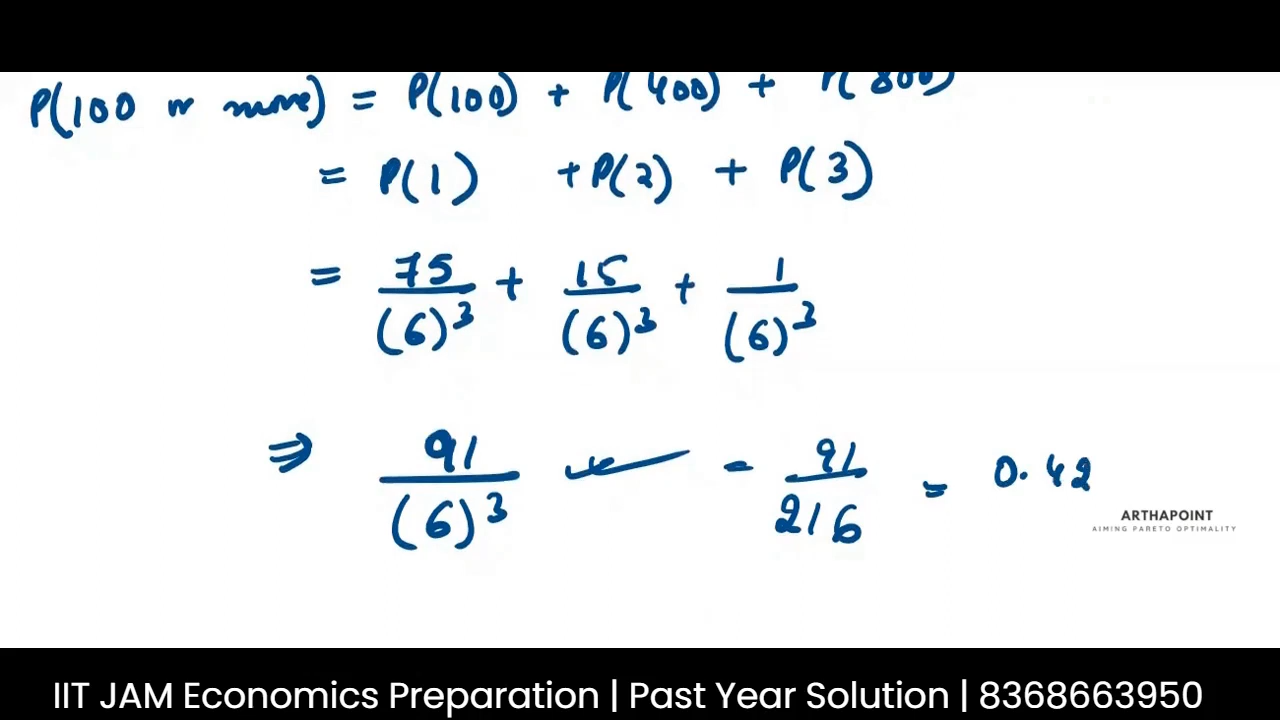 P(100 or more) = P(100) + P(400) + P(800)
= P(1) + P(2) + P(3)
= 75/(6)^3 + 15/(6)^3 + 1/(6)^3
⇒ 91/(6)^3 = 91/216 = 0.42
ARTHAPOINT
AIMING PARETO OPTIMALITY
IIT JAM Economics Preparation | Past Year Solution | 8368663950